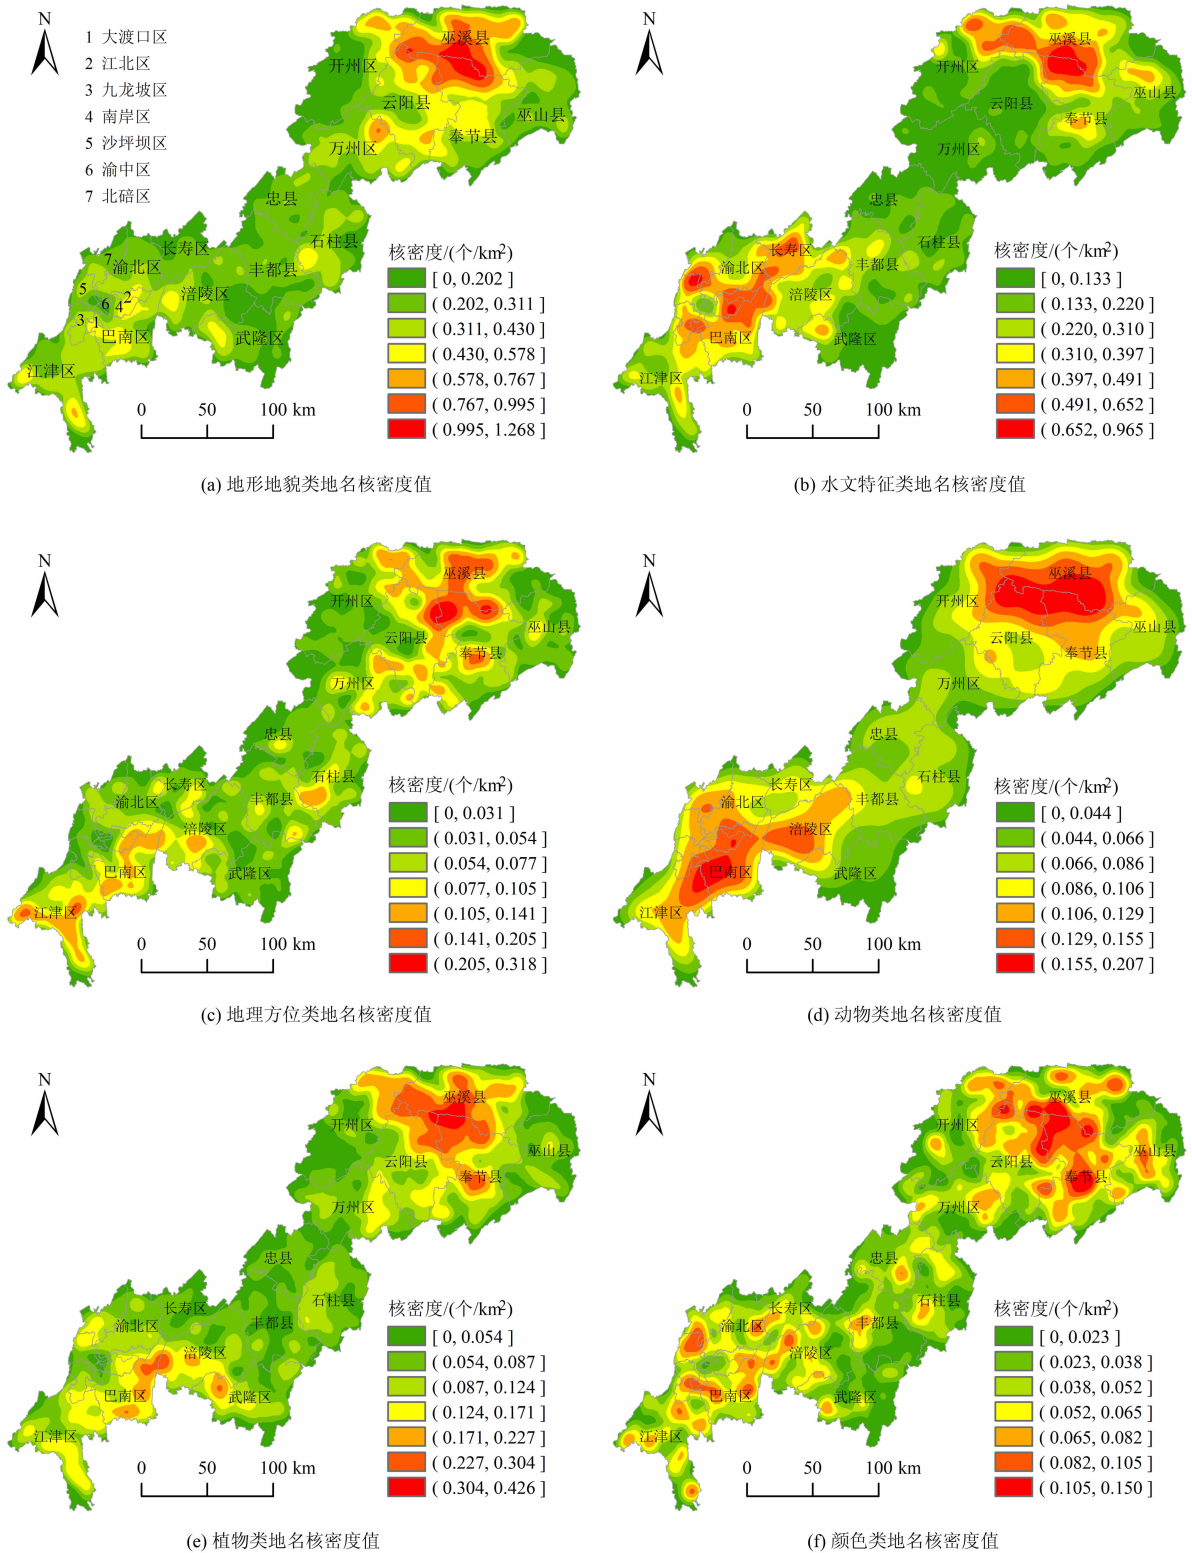 N
1 大渡口区
2 江北区
3 九龙坡区
4 南岸区
5 沙坪坝区
6 渝中区
7 北碚区
巫溪县
开州区
云阳县
巫山县
奉节县
万州区
忠县
石柱县
长寿区
7
渝北区
丰都县
5
涪陵区
6
4
2
3
1
巴南区
武隆区
江津区
核密度/(个/km2)
[ 0, 0.202 ]
( 0.202, 0.311 ]
( 0.311, 0.430 ]
( 0.430, 0.578 ]
( 0.578, 0.767 ]
( 0.767, 0.995 ]
( 0.995, 1.268 ]
0 50 100 km
(a) 地形地貌类地名核密度值
N
巫溪县
开州区
巫山县
云阳县
奉节县
万州区
忠县
石柱县
长寿区
渝北区
丰都县
涪陵区
巴南区
武隆区
江津区
核密度/(个/km2)
[ 0, 0.133 ]
( 0.133, 0.220 ]
( 0.220, 0.310 ]
( 0.310, 0.397 ]
( 0.397, 0.491 ]
( 0.491, 0.652 ]
( 0.652, 0.965 ]
0 50 100 km
(b) 水文特征类地名核密度值
N
巫溪县
开州区
巫山县
云阳县
奉节县
万州区
忠县
石柱县
长寿区
渝北区
丰都县
涪陵区
巴南区
武隆区
江津区
核密度/(个/km2)
[ 0, 0.031 ]
( 0.031, 0.054 ]
( 0.054, 0.077 ]
( 0.077, 0.105 ]
( 0.105, 0.141 ]
( 0.141, 0.205 ]
( 0.205, 0.318 ]
0 50 100 km
(c) 地理方位类地名核密度值
N
巫溪县
开州区
巫山县
云阳县
奉节县
万州区
忠县
石柱县
长寿区
渝北区
丰都县
涪陵区
巴南区
武隆区
江津区
核密度/(个/km2)
[ 0, 0.044 ]
( 0.044, 0.066 ]
( 0.066, 0.086 ]
( 0.086, 0.106 ]
( 0.106, 0.129 ]
( 0.129, 0.155 ]
( 0.155, 0.207 ]
0 50 100 km
(d) 动物类地名核密度值
N
巫溪县
开州区
巫山县
云阳县
奉节县
万州区
忠县
石柱县
长寿区
渝北区
丰都县
涪陵区
巴南区
武隆区
江津区
核密度/(个/km2)
[ 0, 0.054 ]
( 0.054, 0.087 ]
( 0.087, 0.124 ]
( 0.124, 0.171 ]
( 0.171, 0.227 ]
( 0.227, 0.304 ]
( 0.304, 0.426 ]
0 50 100 km
(e) 植物类地名核密度值
N
巫溪县
开州区
巫山县
云阳县
奉节县
万州区
忠县
石柱县
长寿区
渝北区
丰都县
涪陵区
巴南区
武隆区
江津区
核密度/(个/km2)
[ 0, 0.023 ]
( 0.023, 0.038 ]
( 0.038, 0.052 ]
( 0.052, 0.065 ]
( 0.065, 0.082 ]
( 0.082, 0.105 ]
( 0.105, 0.150 ]
0 50 100 km
(f) 颜色类地名核密度值